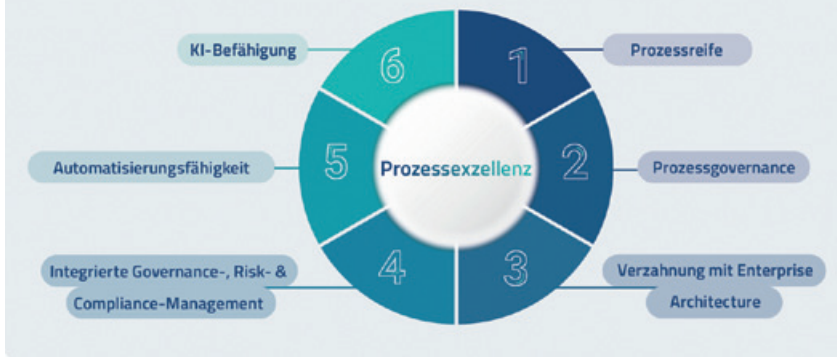 KI-Befähigung
6
1
Prozessreife
Automatisierungsfähigkeit
5
Prozessexzellenz
2
Prozessgovernance
Integrierte Governance-, Risk- &
Compliance-Management
4
3
Verzahnung mit Enterprise
Architecture